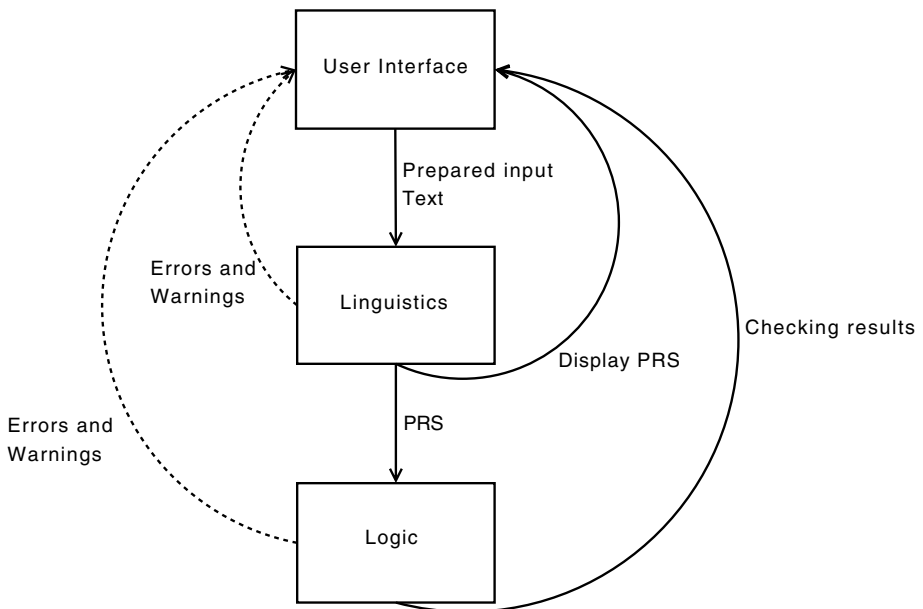 User Interface
Prepared input
Text
Errors and
Warnings
Linguistics
Checking results
Display PRS
PRS
Errors and
Warnings
Logic